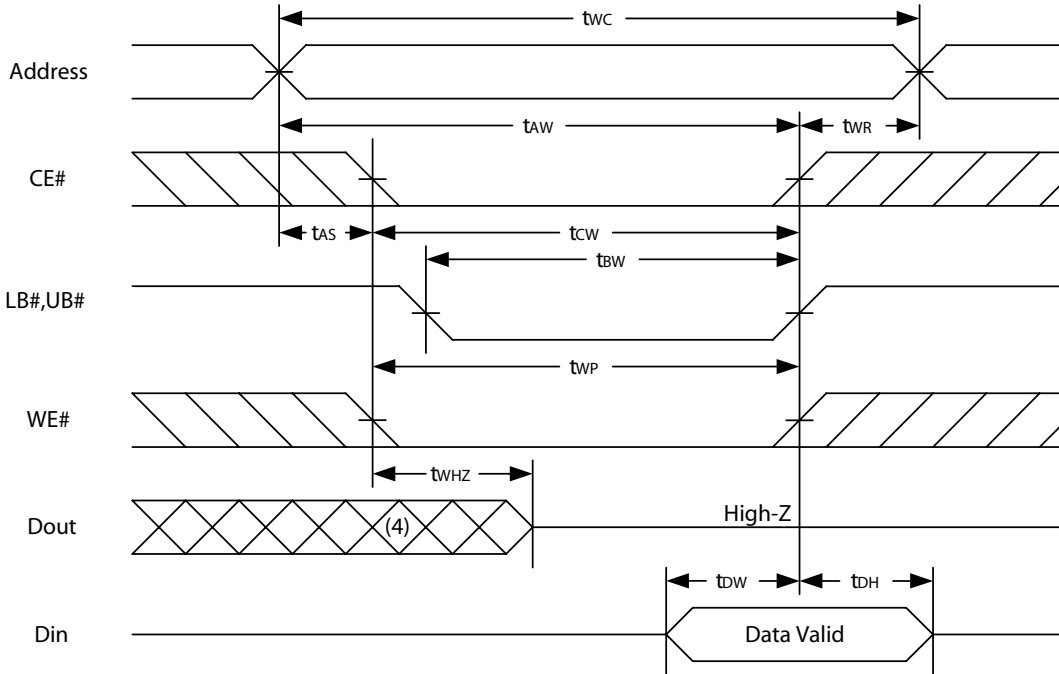 tWC
Address
tAW
tWR
CE#
tAS
tCW
tBW
LB#,UB#
tWP
WE#
tWHZ
Dout
(4)
High-Z
tDW
tDH
Din
Data Valid